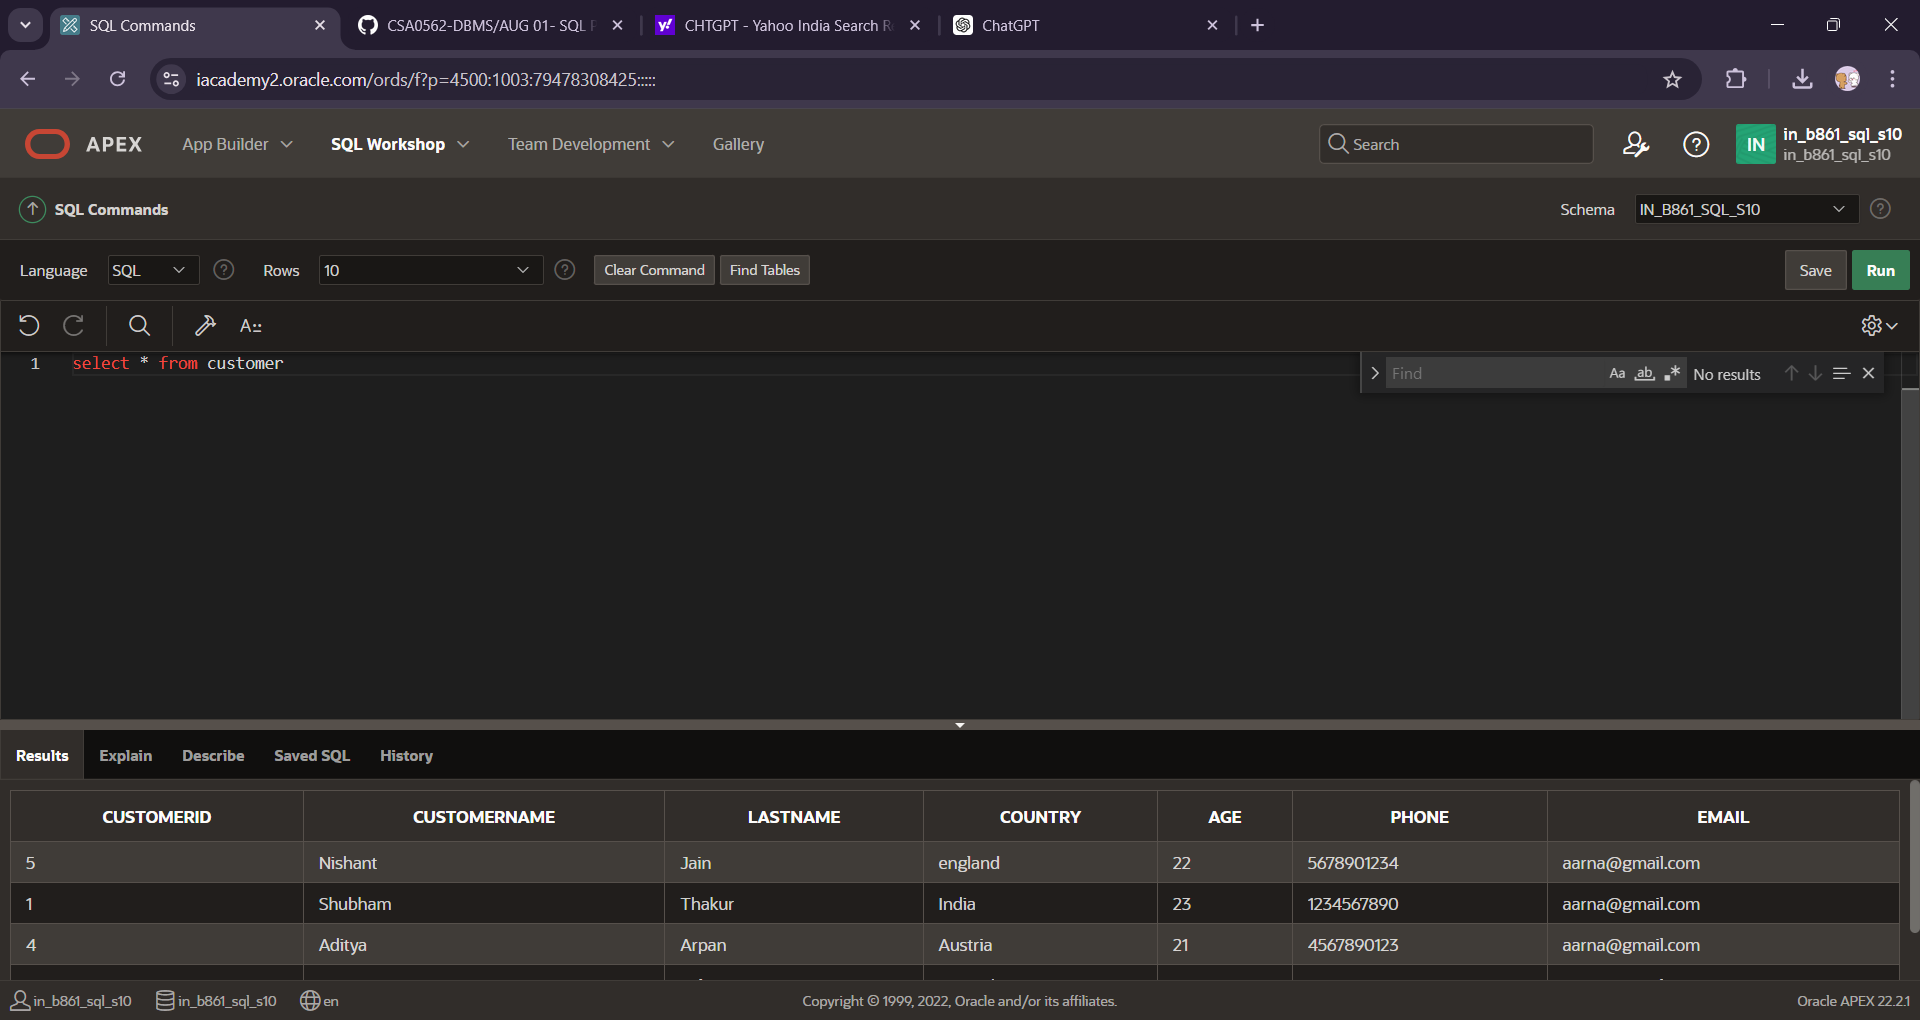 SQL Commands
CSA0562-DBMS/AUG 01- SQL P
CHTGPT - Yahoo India Search R
ChatGPT
iacademy2.oracle.com/ords/f?p=4500:1003:79478308425:::::
APEX
App Builder
SQL Workshop
Team Development
Gallery
Search
IN
in_b861_sql_s10
in_b861_sql_s10
SQL Commands
Schema
IN_B861_SQL_S10
Language
SQL
Rows
10
Clear Command
Find Tables
Save
Run
A::
1 select * from customer
Find
Aa
ab
.*
No results
Results
Explain
Describe
Saved SQL
History
CUSTOMERID CUSTOMERNAME LASTNAME COUNTRY AGE PHONE EMAIL
5 Nishant Jain england 22 5678901234 aarna@gmail.com
1 Shubham Thakur India 23 1234567890 aarna@gmail.com
4 Aditya Arpan Austria 21 4567890123 aarna@gmail.com
in_b861_sql_s10
in_b861_sql_s10
en
Copyright © 1999, 2022, Oracle and/or its affiliates.
Oracle APEX 22.2.1